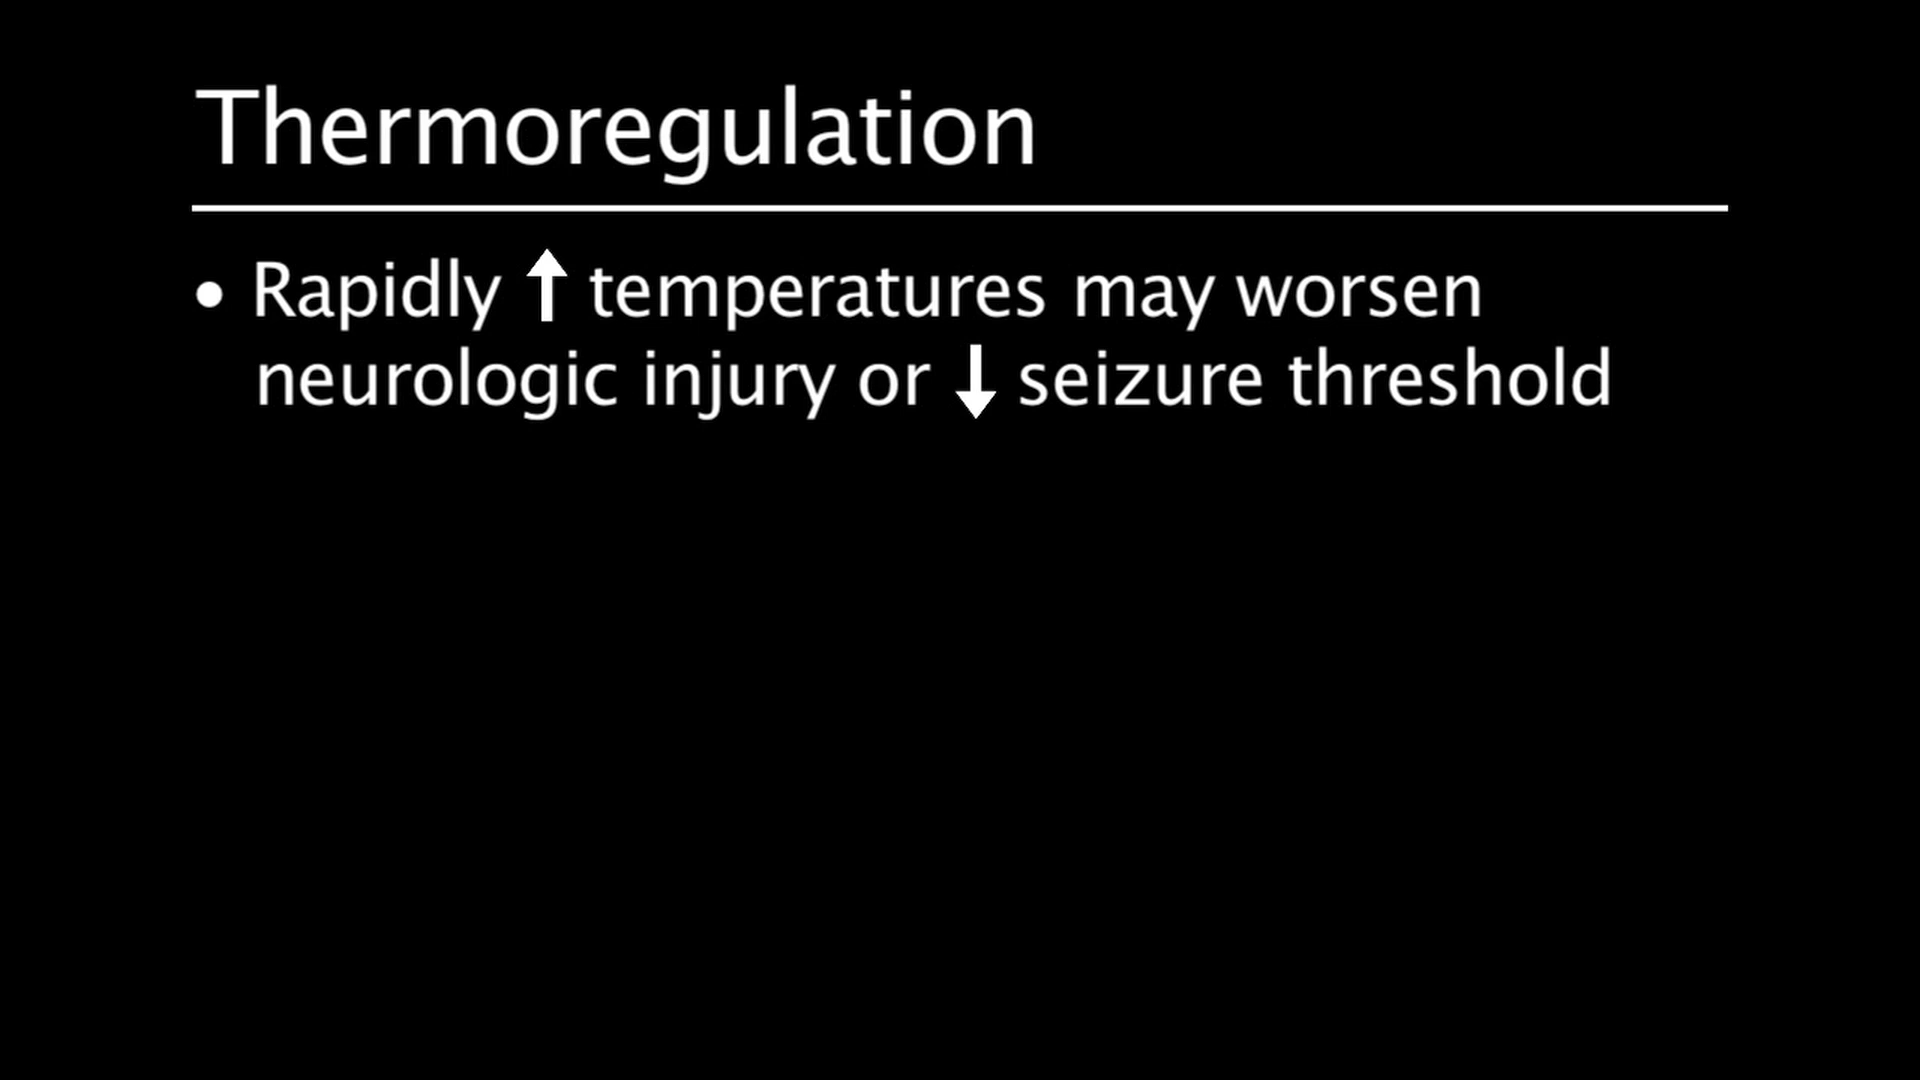 Thermoregulation
• Rapidly ↑ temperatures may worsen
neurologic injury or ↓ seizure threshold